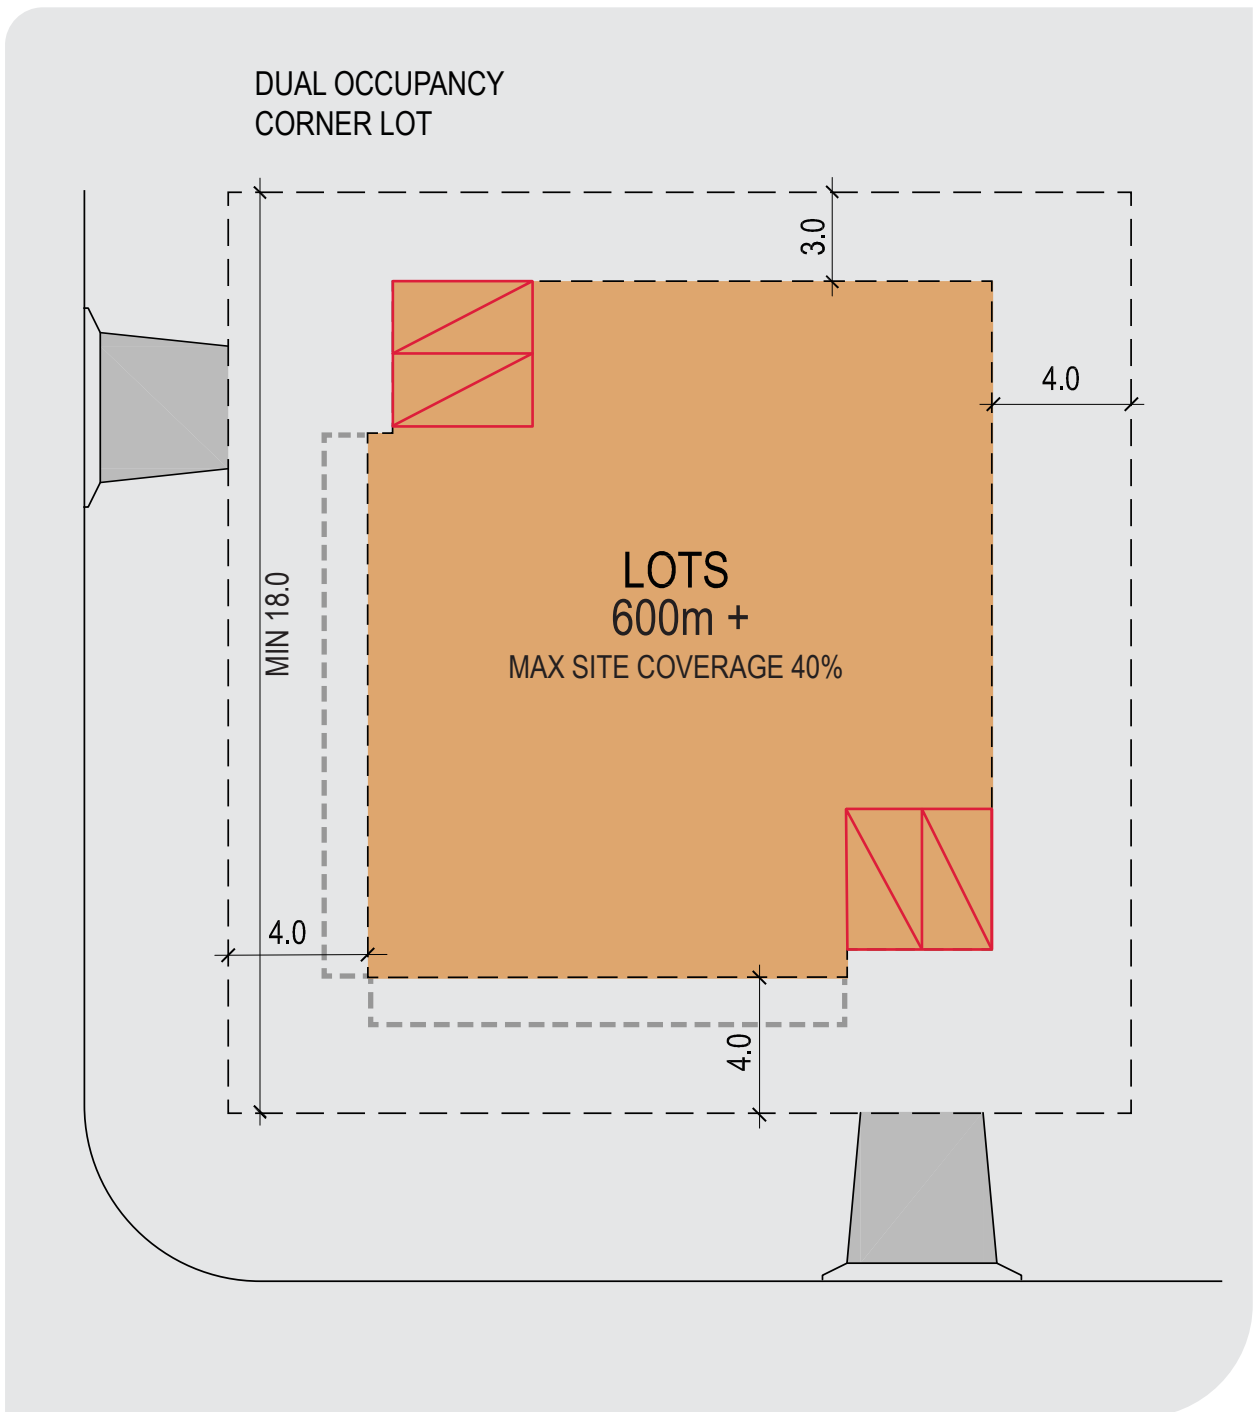 DUAL OCCUPANCY
CORNER LOT
3.0
4.0
LOTS
600m +
MAX SITE COVERAGE 40%
MIN 18.0
4.0
4.0